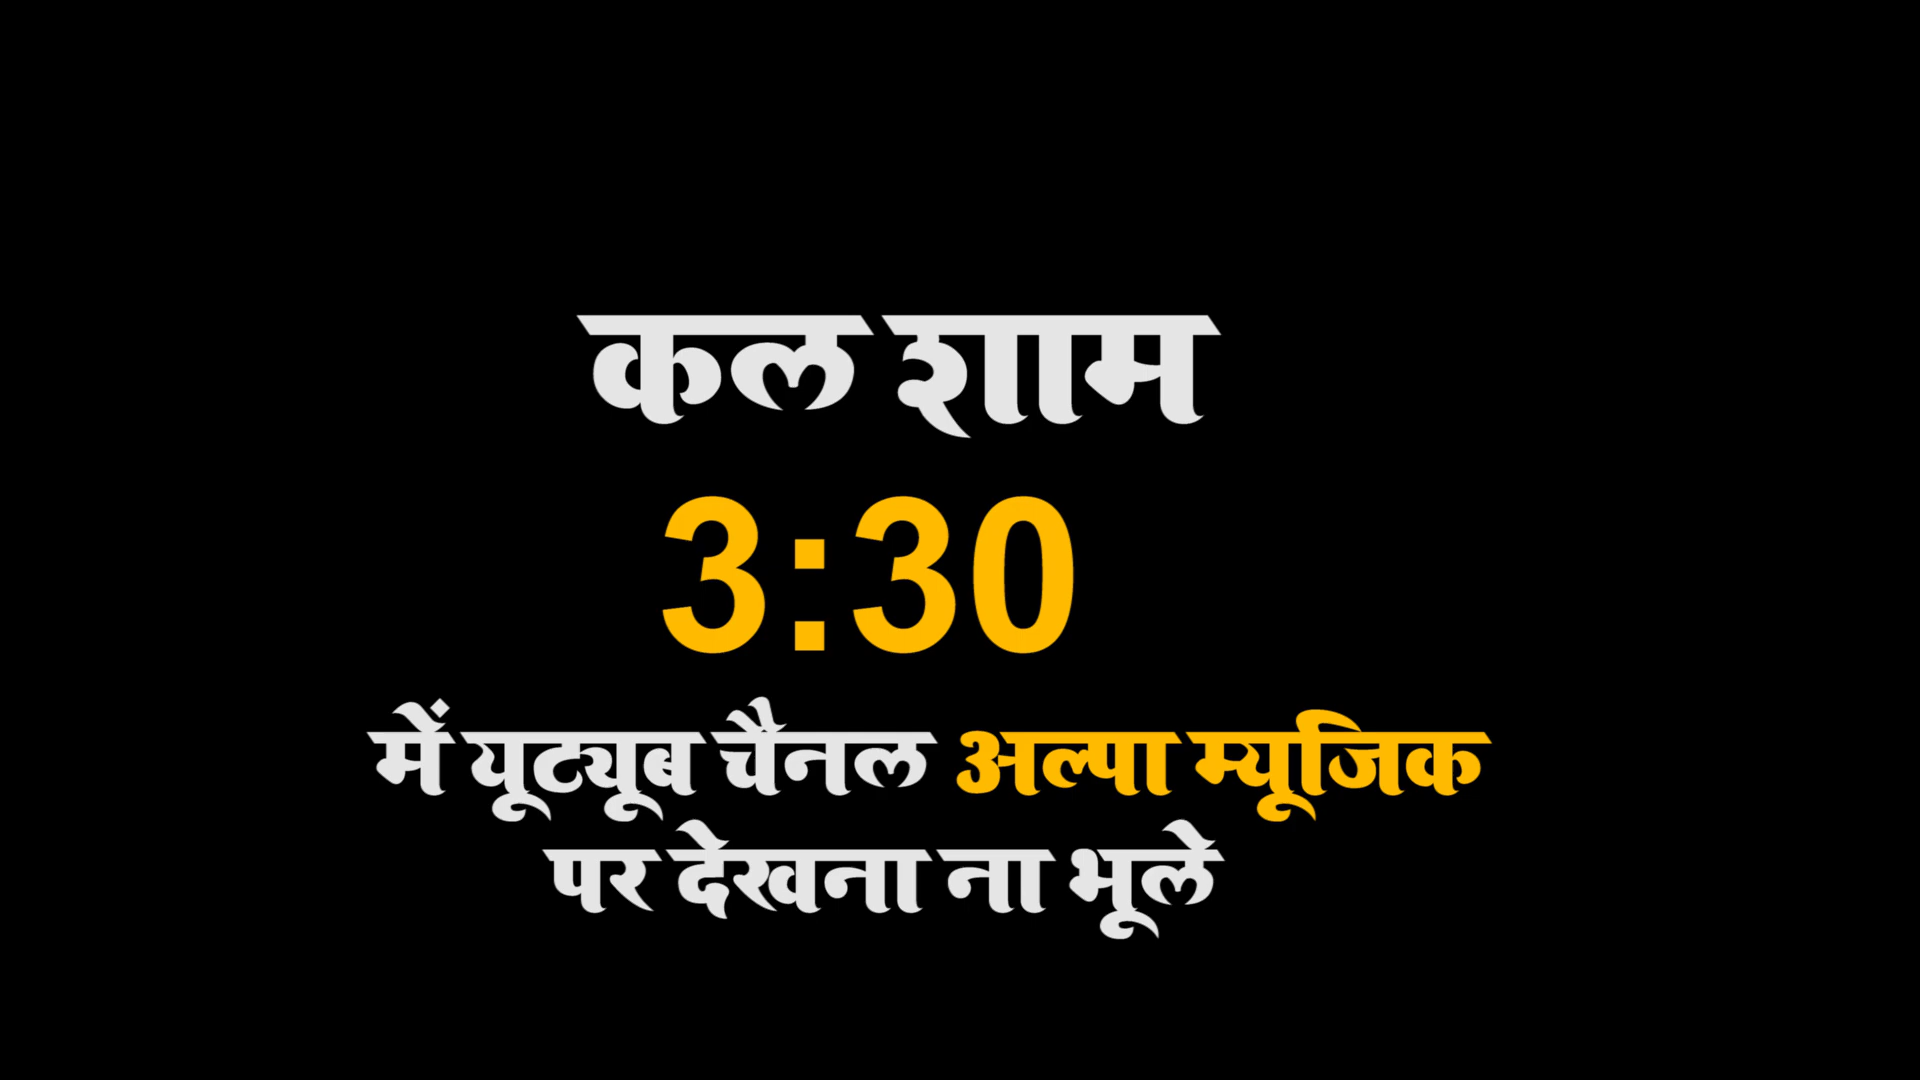 कल शाम
3:30
में यूट्यूब चैनल अल्पा म्यूजिक
पर देखना ना भूले